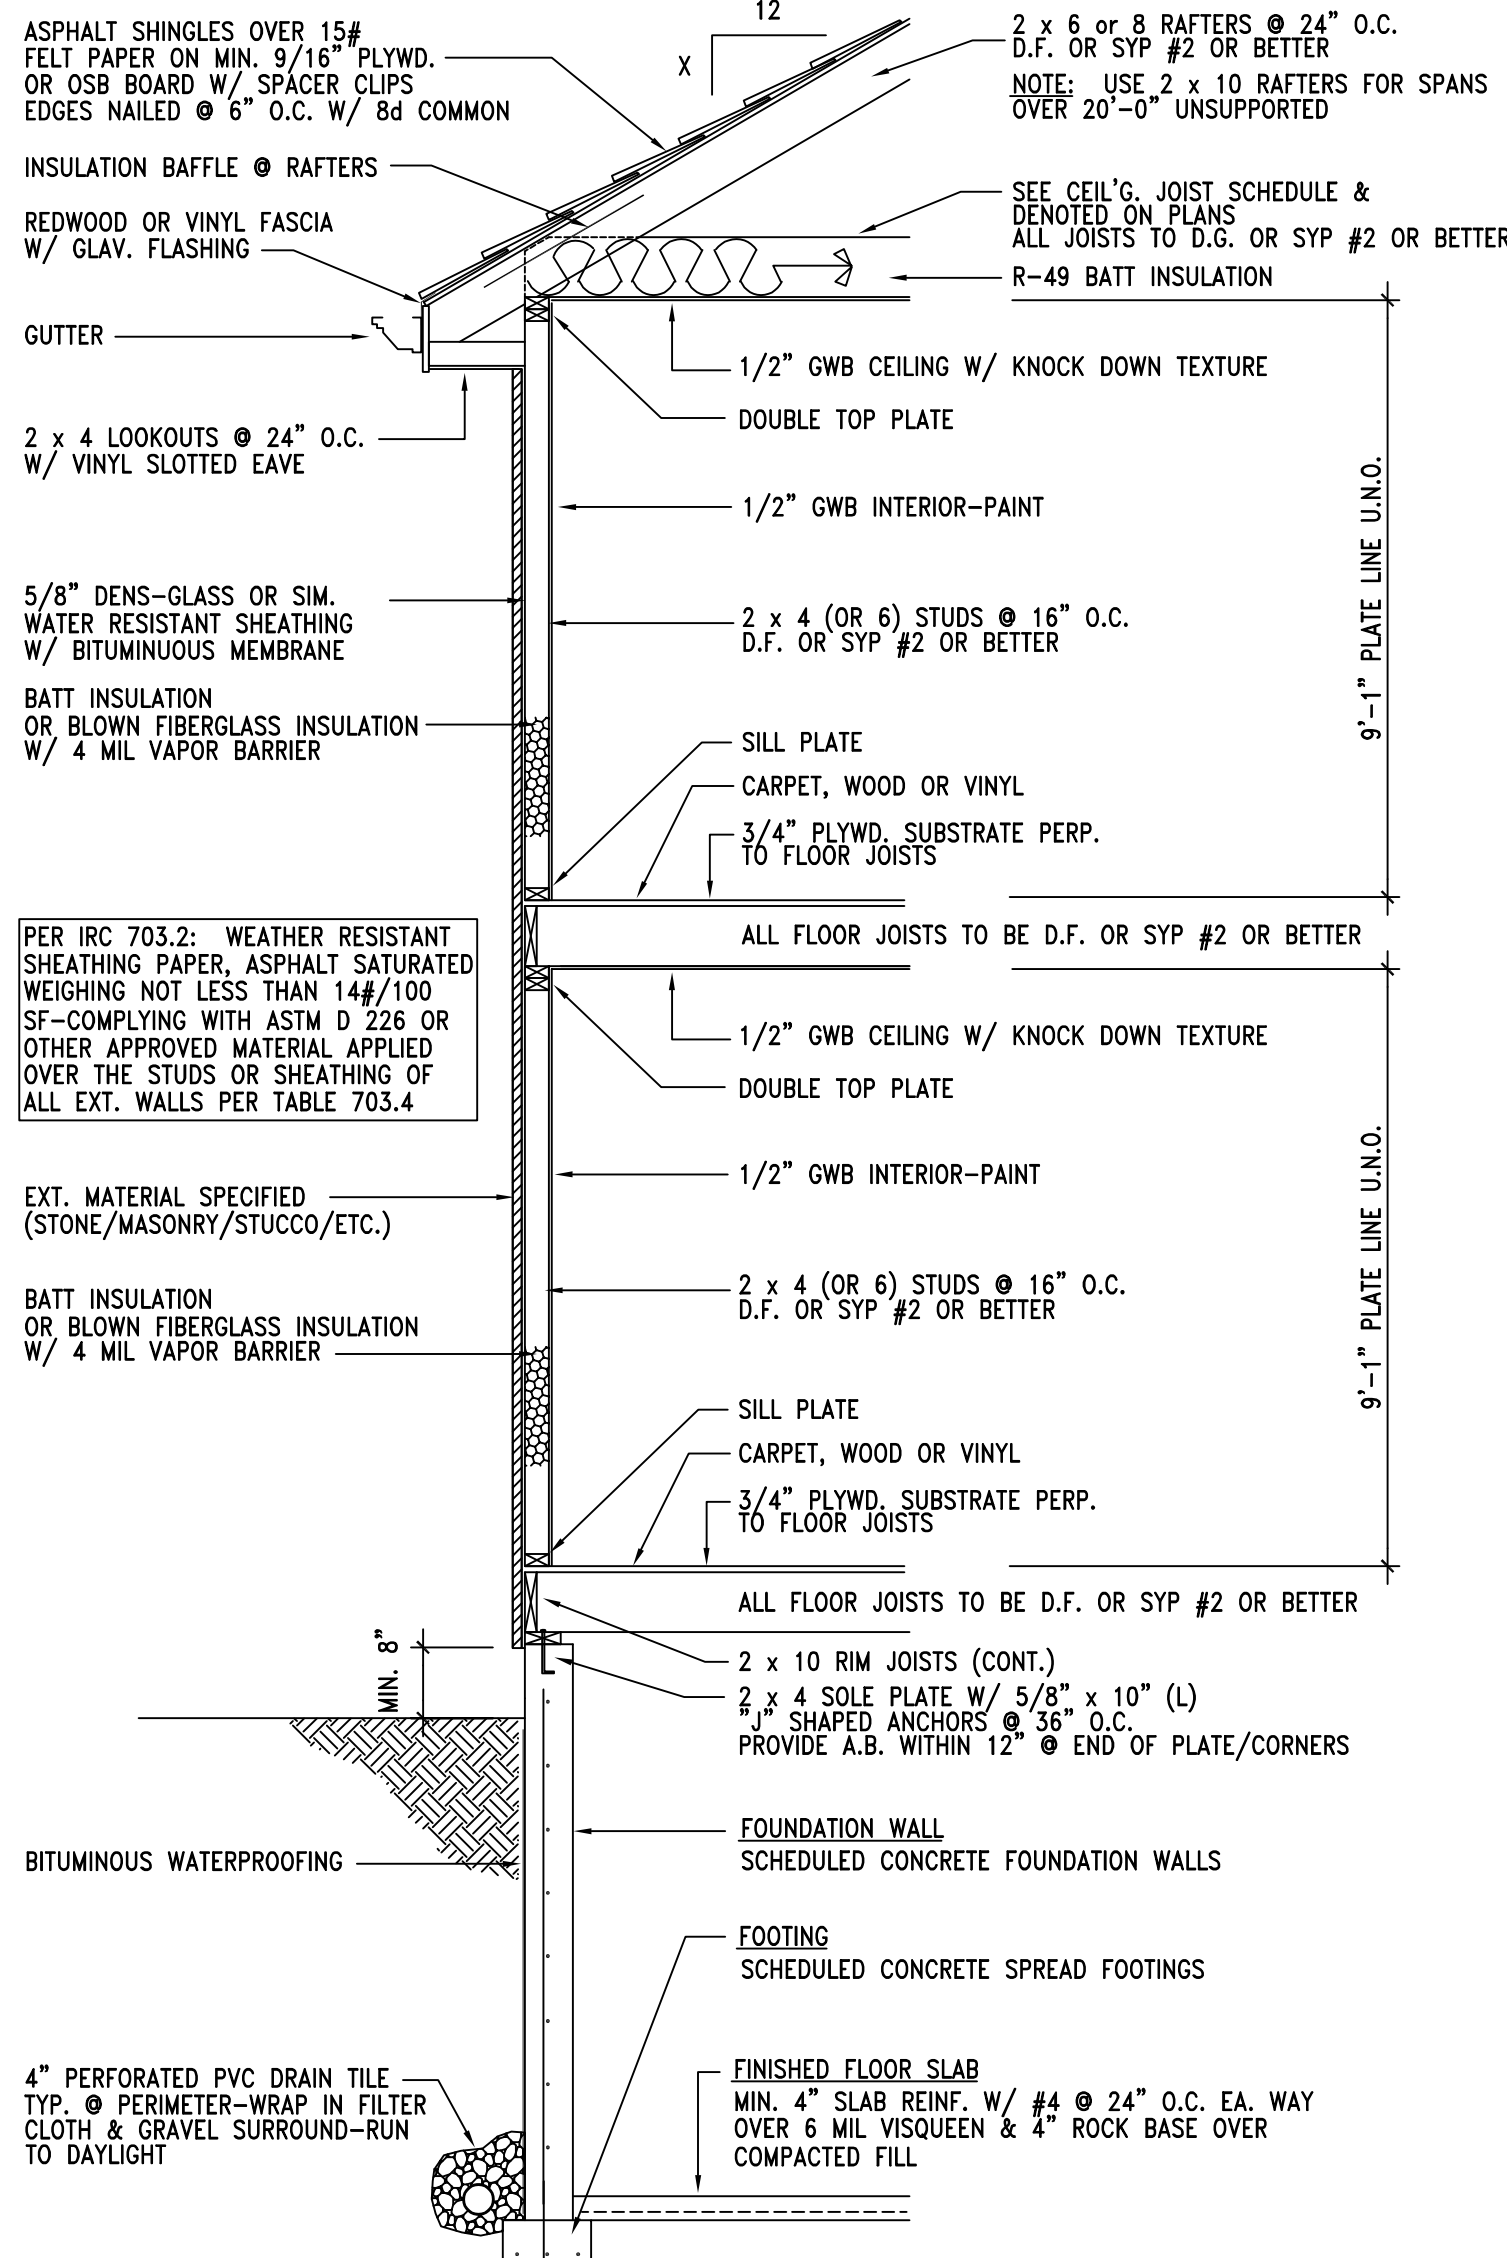 12
X
ASPHALT SHINGLES OVER 15#
FELT PAPER ON MIN. 9/16" PLYWD.
OR OSB BOARD W/ SPACER CLIPS
EDGES NAILED @ 6" O.C. W/ 8d COMMON
INSULATION BAFFLE @ RAFTERS
REDWOOD OR VINYL FASCIA
W/ GLAV. FLASHING
GUTTER
2 x 4 LOOKOUTS @ 24" O.C.
W/ VINYL SLOTTED EAVE
5/8" DENS-GLASS OR SIM.
WATER RESISTANT SHEATHING
W/ BITUMINUOUS MEMBRANE
BATT INSULATION
OR BLOWN FIBERGLASS INSULATION
W/ 4 MIL VAPOR BARRIER
PER IRC 703.2: WEATHER RESISTANT
SHEATHING PAPER, ASPHALT SATURATED
WEIGHING NOT LESS THAN 14#/100
SF-COMPLYING WITH ASTM D 226 OR
OTHER APPROVED MATERIAL APPLIED
OVER THE STUDS OR SHEATHING OF
ALL EXT. WALLS PER TABLE 703.4
EXT. MATERIAL SPECIFIED
(STONE/MASONRY/STUCCO/ETC.)
BATT INSULATION
OR BLOWN FIBERGLASS INSULATION
W/ 4 MIL VAPOR BARRIER
MIN. 8"
BITUMINOUS WATERPROOFING
4" PERFORATED PVC DRAIN TILE
TYP. @ PERIMETER-WRAP IN FILTER
CLOTH & GRAVEL SURROUND-RUN
TO DAYLIGHT
2 x 6 or 8 RAFTERS @ 24" O.C.
D.F. OR SYP #2 OR BETTER
NOTE: USE 2 x 10 RAFTERS FOR SPANS
OVER 20'-0" UNSUPPORTED
SEE CEIL'G. JOIST SCHEDULE &
DENOTED ON PLANS
ALL JOISTS TO D.G. OR SYP #2 OR BETTER
R-49 BATT INSULATION
1/2" GWB CEILING W/ KNOCK DOWN TEXTURE
DOUBLE TOP PLATE
1/2" GWB INTERIOR-PAINT
2 x 4 (OR 6) STUDS @ 16" O.C.
D.F. OR SYP #2 OR BETTER
9'-1" PLATE LINE U.N.O.
SILL PLATE
CARPET, WOOD OR VINYL
3/4" PLYWD. SUBSTRATE PERP.
TO FLOOR JOISTS
ALL FLOOR JOISTS TO BE D.F. OR SYP #2 OR BETTER
1/2" GWB CEILING W/ KNOCK DOWN TEXTURE
DOUBLE TOP PLATE
1/2" GWB INTERIOR-PAINT
2 x 4 (OR 6) STUDS @ 16" O.C.
D.F. OR SYP #2 OR BETTER
9'-1" PLATE LINE U.N.O.
SILL PLATE
CARPET, WOOD OR VINYL
3/4" PLYWD. SUBSTRATE PERP.
TO FLOOR JOISTS
ALL FLOOR JOISTS TO BE D.F. OR SYP #2 OR BETTER
2 x 10 RIM JOISTS (CONT.)
2 x 4 SOLE PLATE W/ 5/8" x 10" (L)
"J" SHAPED ANCHORS @ 36" O.C.
PROVIDE A.B. WITHIN 12" @ END OF PLATE/CORNERS
FOUNDATION WALL
SCHEDULED CONCRETE FOUNDATION WALLS
FOOTING
SCHEDULED CONCRETE SPREAD FOOTINGS
FINISHED FLOOR SLAB
MIN. 4" SLAB REINF. W/ #4 @ 24" O.C. EA. WAY
OVER 6 MIL VISQUEEN & 4" ROCK BASE OVER
COMPACTED FILL